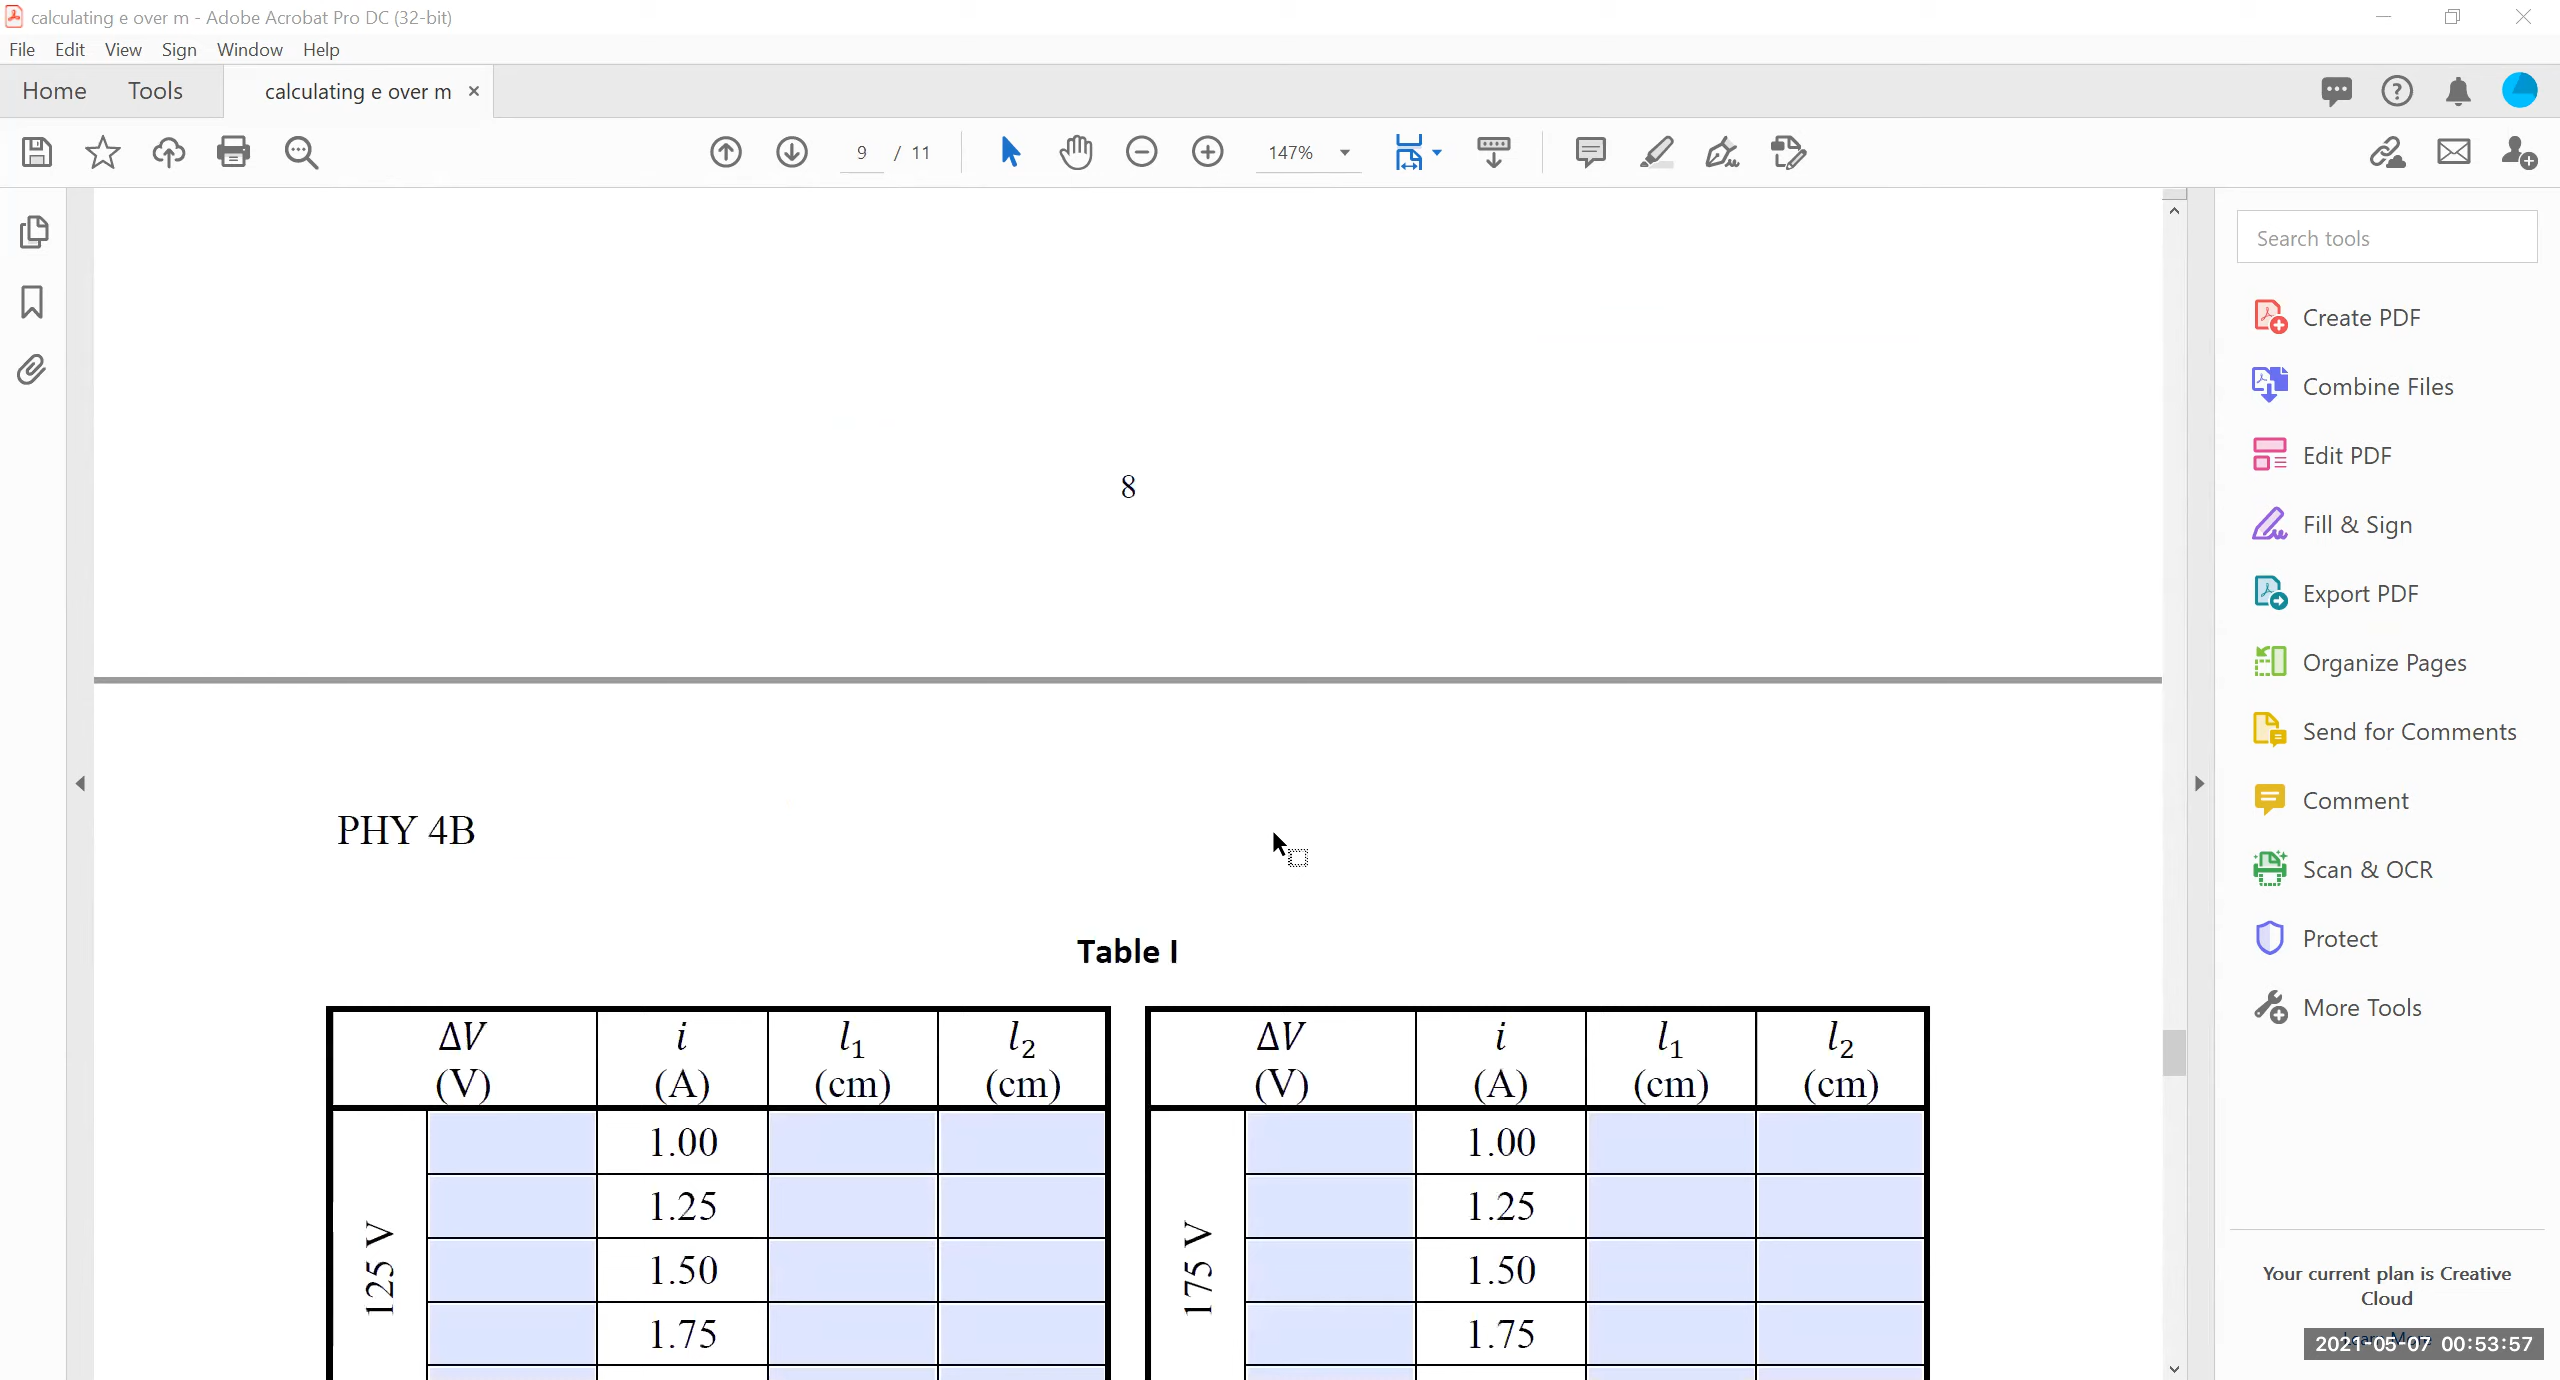 calculating e over m - Adobe Acrobat Pro DC (32-bit)
File Edit View Sign Window Help
Home Tools calculating e over m ×
9 / 11 147%
Search tools
Create PDF
Combine Files
Edit PDF
Fill & Sign
Export PDF
Organize Pages
Send for Comments
Comment
Scan & OCR
Protect
More Tools
Your current plan is Creative
Cloud
2021-05-07 00:53:57
8
PHY 4B
Table I
ΔV i l₁ l₂ ΔV i l₁ l₂
(V) (A) (cm) (cm) (V) (A) (cm) (cm)
125 V 175 V
1.00 1.00
1.25 1.25
1.50 1.50
1.75 1.75